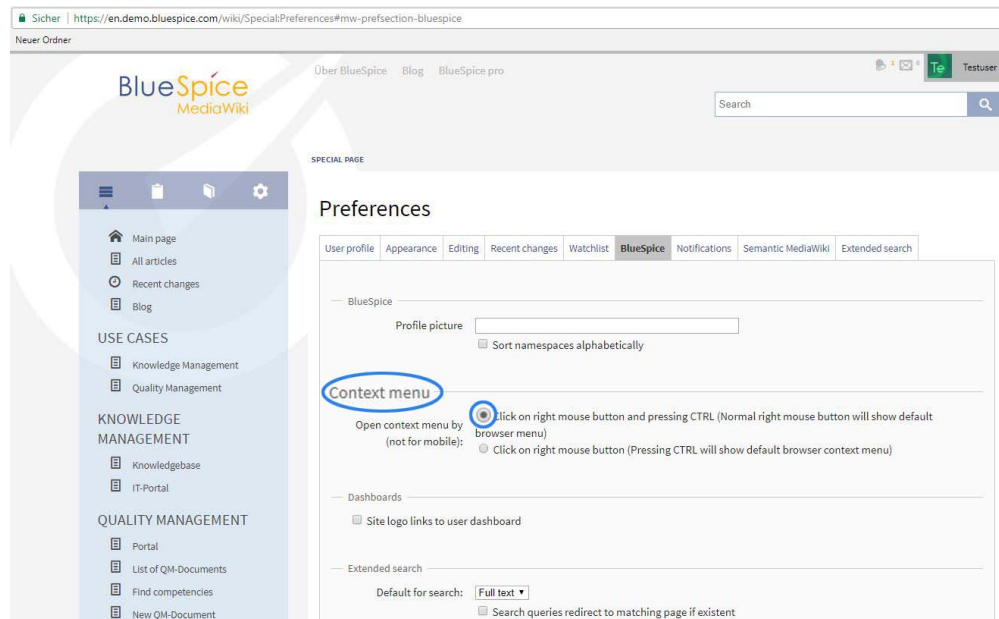 Sicher | https://en.demo.bluespice.com/wiki/Special:Preferences#mw-prefsection-bluespice
Neuer Ordner
BlueSpice
MediaWiki
Über BlueSpice Blog BlueSpice pro
Te Testuser
Search
SPECIAL PAGE
Main page
All articles
Recent changes
Blog
USE CASES
Knowledge Management
Quality Management
KNOWLEDGE
MANAGEMENT
Knowledgebase
IT-Portal
QUALITY MANAGEMENT
Portal
List of QM-Documents
Find competencies
New QM-Document
Preferences
User profile Appearance Editing Recent changes Watchlist BlueSpice Notifications Semantic MediaWiki Extended search
BlueSpice
Profile picture
Sort namespaces alphabetically
Context menu
Open context menu by
(not for mobile):
Click on right mouse button and pressing CTRL (Normal right mouse button will show default
browser menu)
Click on right mouse button (Pressing CTRL will show default browser context menu)
Dashboards
Site logo links to user dashboard
Extended search
Default for search: Full text
Search queries redirect to matching page if existent